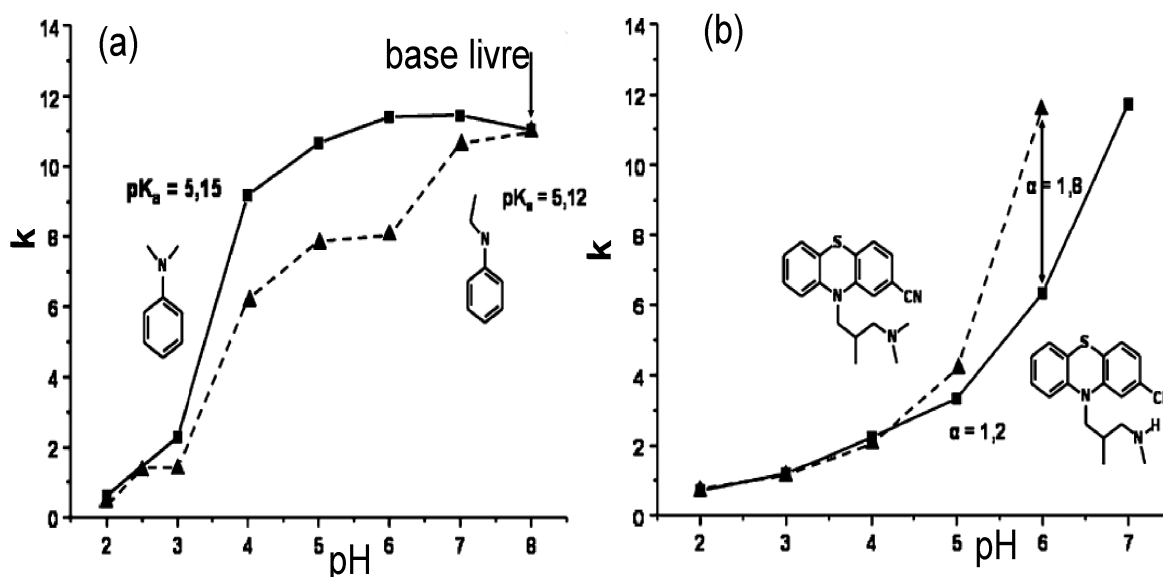 (a)
base livre
14
12
10
8
6
4
2
0
k
pKa = 5,15
N
N
pKa = 5,12
2
3
4
5
6
7
8
pH
(b)
14
12
10
8
6
4
2
0
k
α = 1,8
α = 1,2
S
N
CN
N
S
N
Cl
N
H
2
3
4
5
6
7
pH